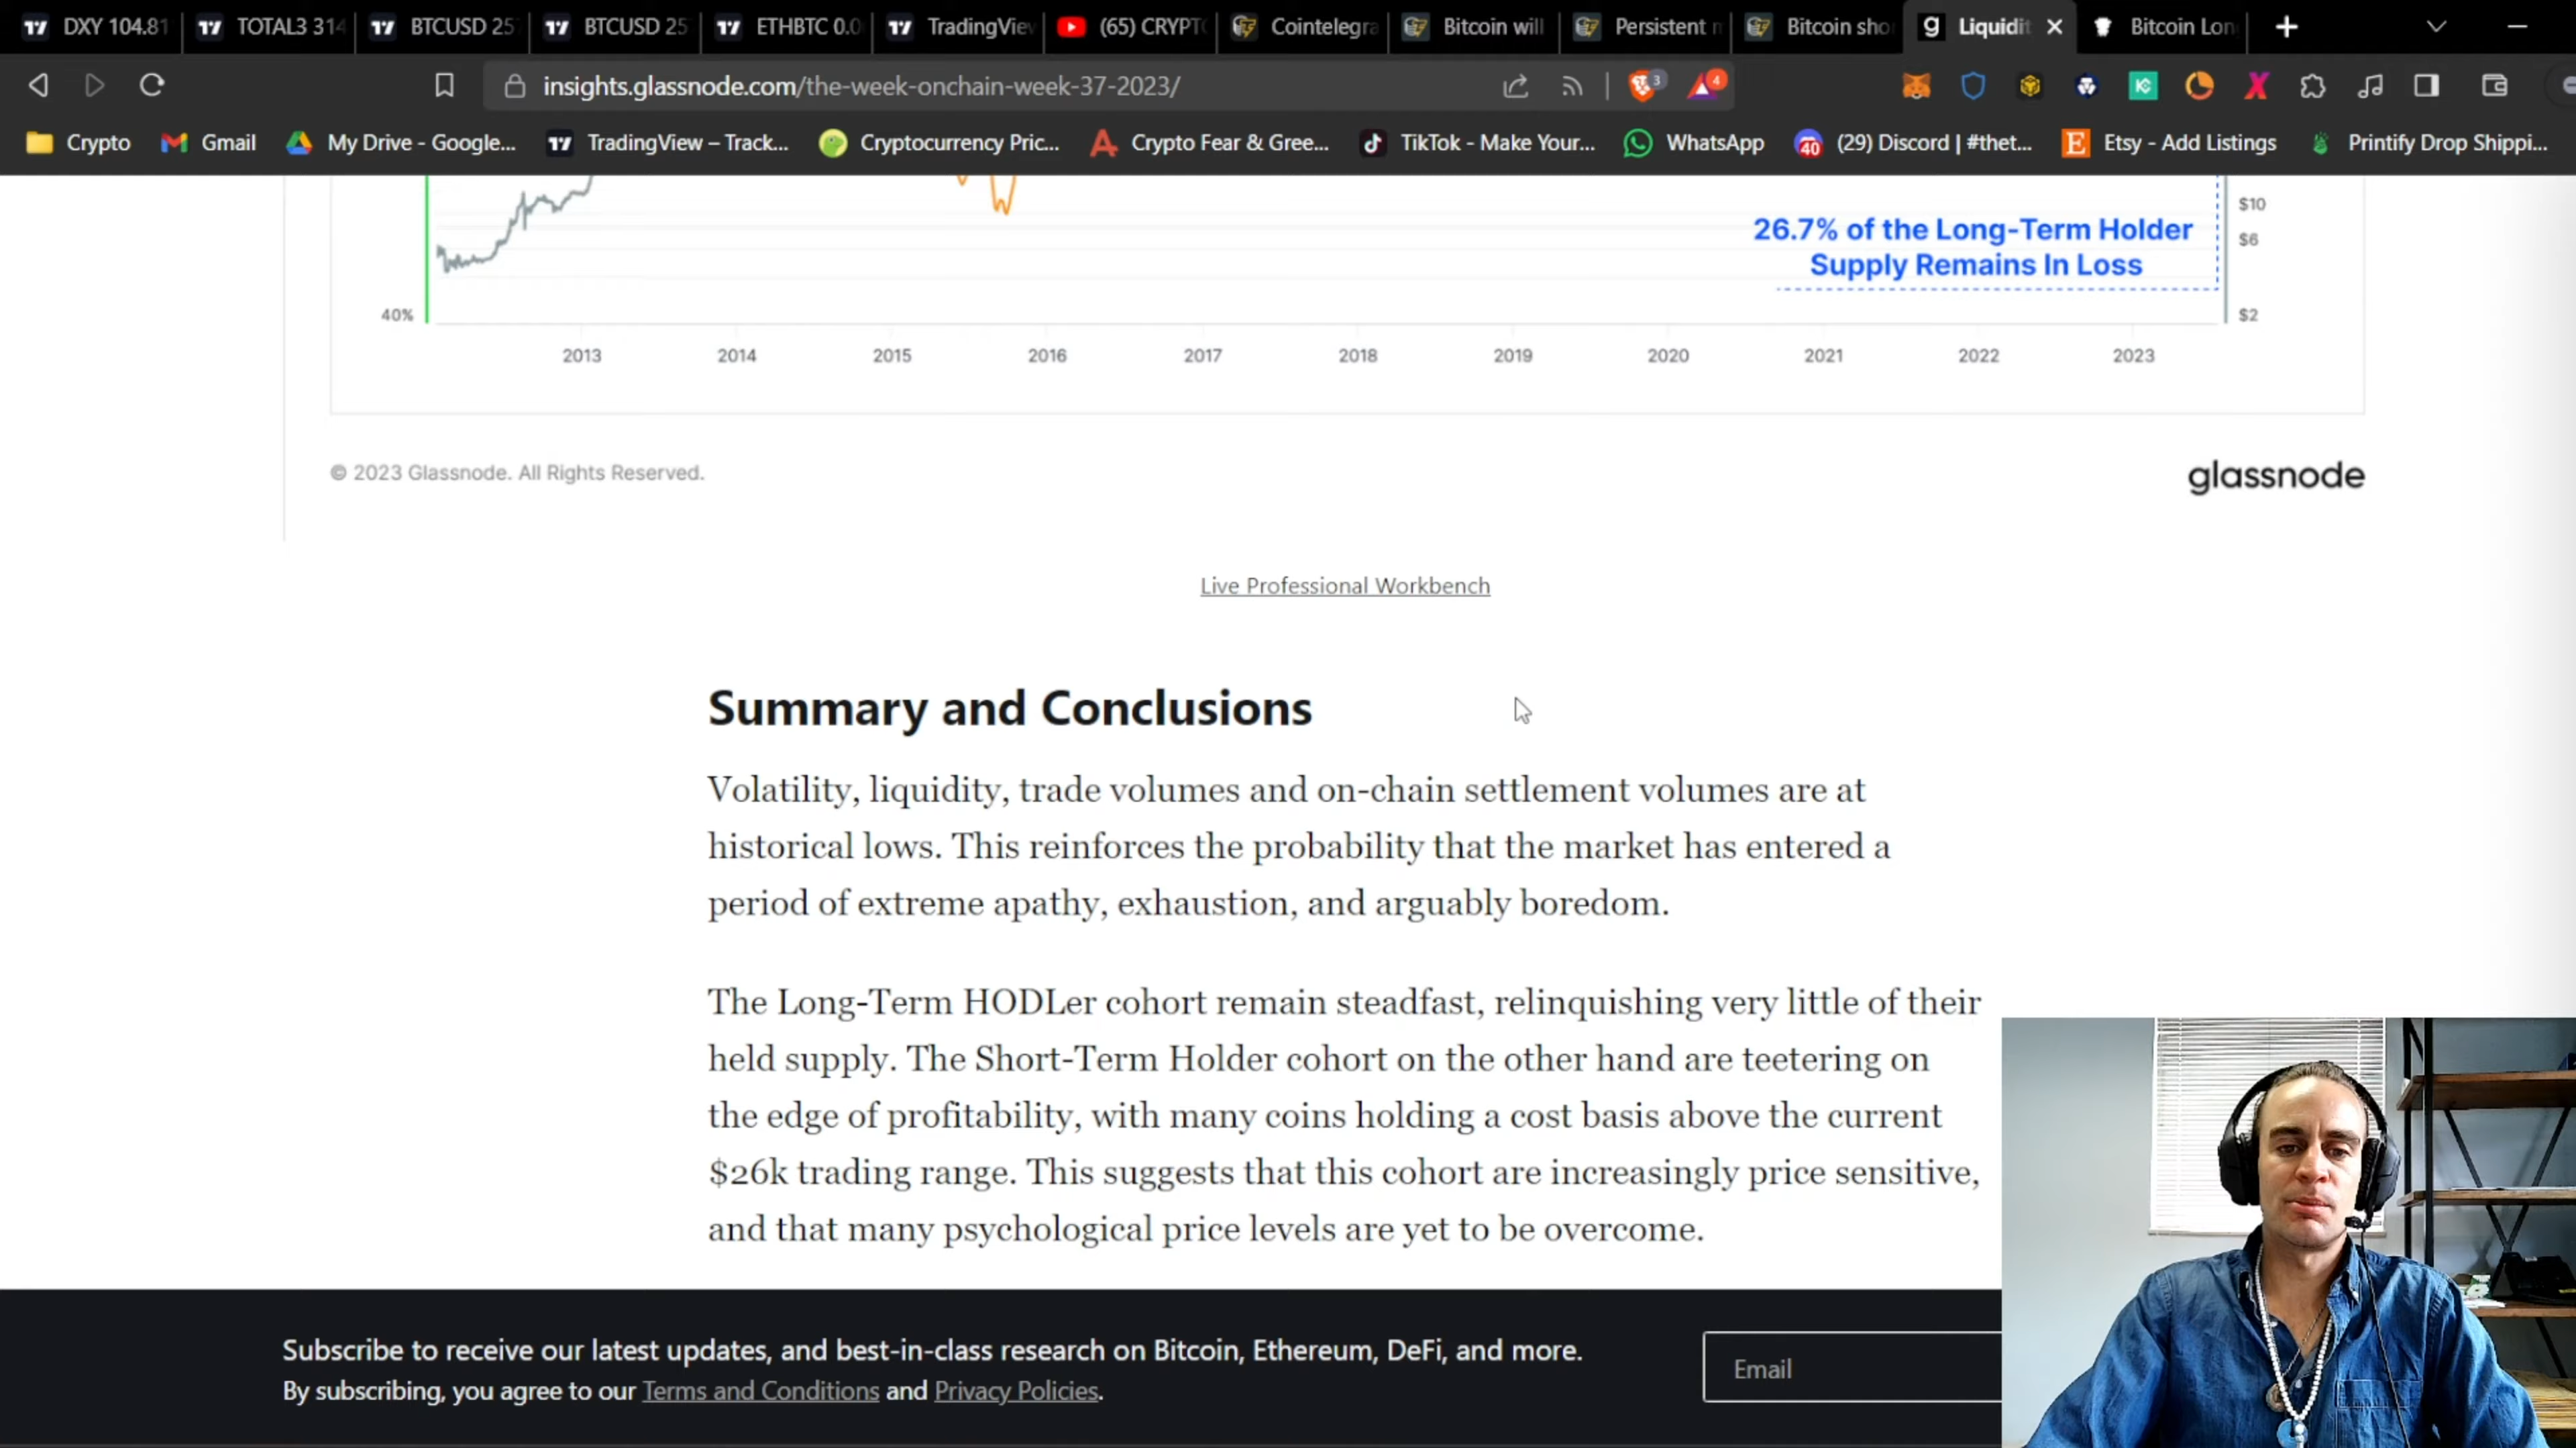 DXY 104.81
TOTAL3 314
BTCUSD 25
BTCUSD 25
ETHBTC 0.0
TradingView
(65) CRYPTO
Cointelegra
Bitcoin will
Persistent
Bitcoin sho
Liquidit
Bitcoin Lon
insights.glassnode.com/the-week-onchain-week-37-2023/
3
4
Crypto
Gmail
My Drive - Google...
TradingView – Track...
Cryptocurrency Pric...
Crypto Fear & Gree...
TikTok - Make Your...
WhatsApp
40
(29) Discord | #thet...
Etsy - Add Listings
Printify Drop Shippi...
26.7% of the Long-Term Holder
Supply Remains In Loss
$10
$6
$2
40%
2013 2014 2015 2016 2017 2018 2019 2020 2021 2022 2023
© 2023 Glassnode. All Rights Reserved.
glassnode
Live Professional Workbench
Summary and Conclusions
Volatility, liquidity, trade volumes and on-chain settlement volumes are at
historical lows. This reinforces the probability that the market has entered a
period of extreme apathy, exhaustion, and arguably boredom.
The Long-Term HODLer cohort remain steadfast, relinquishing very little of their
held supply. The Short-Term Holder cohort on the other hand are teetering on
the edge of profitability, with many coins holding a cost basis above the current
$26k trading range. This suggests that this cohort are increasingly price sensitive,
and that many psychological price levels are yet to be overcome.
Subscribe to receive our latest updates, and best-in-class research on Bitcoin, Ethereum, DeFi, and more.
By subscribing, you agree to our Terms and Conditions and Privacy Policies.
Email